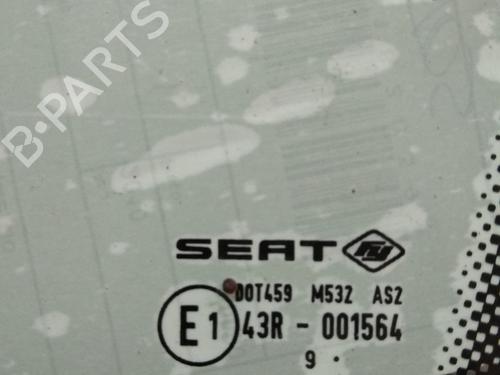 B-PARTS
SEAT
DOT459 M532 AS2
E1 43R - 001564
9 .